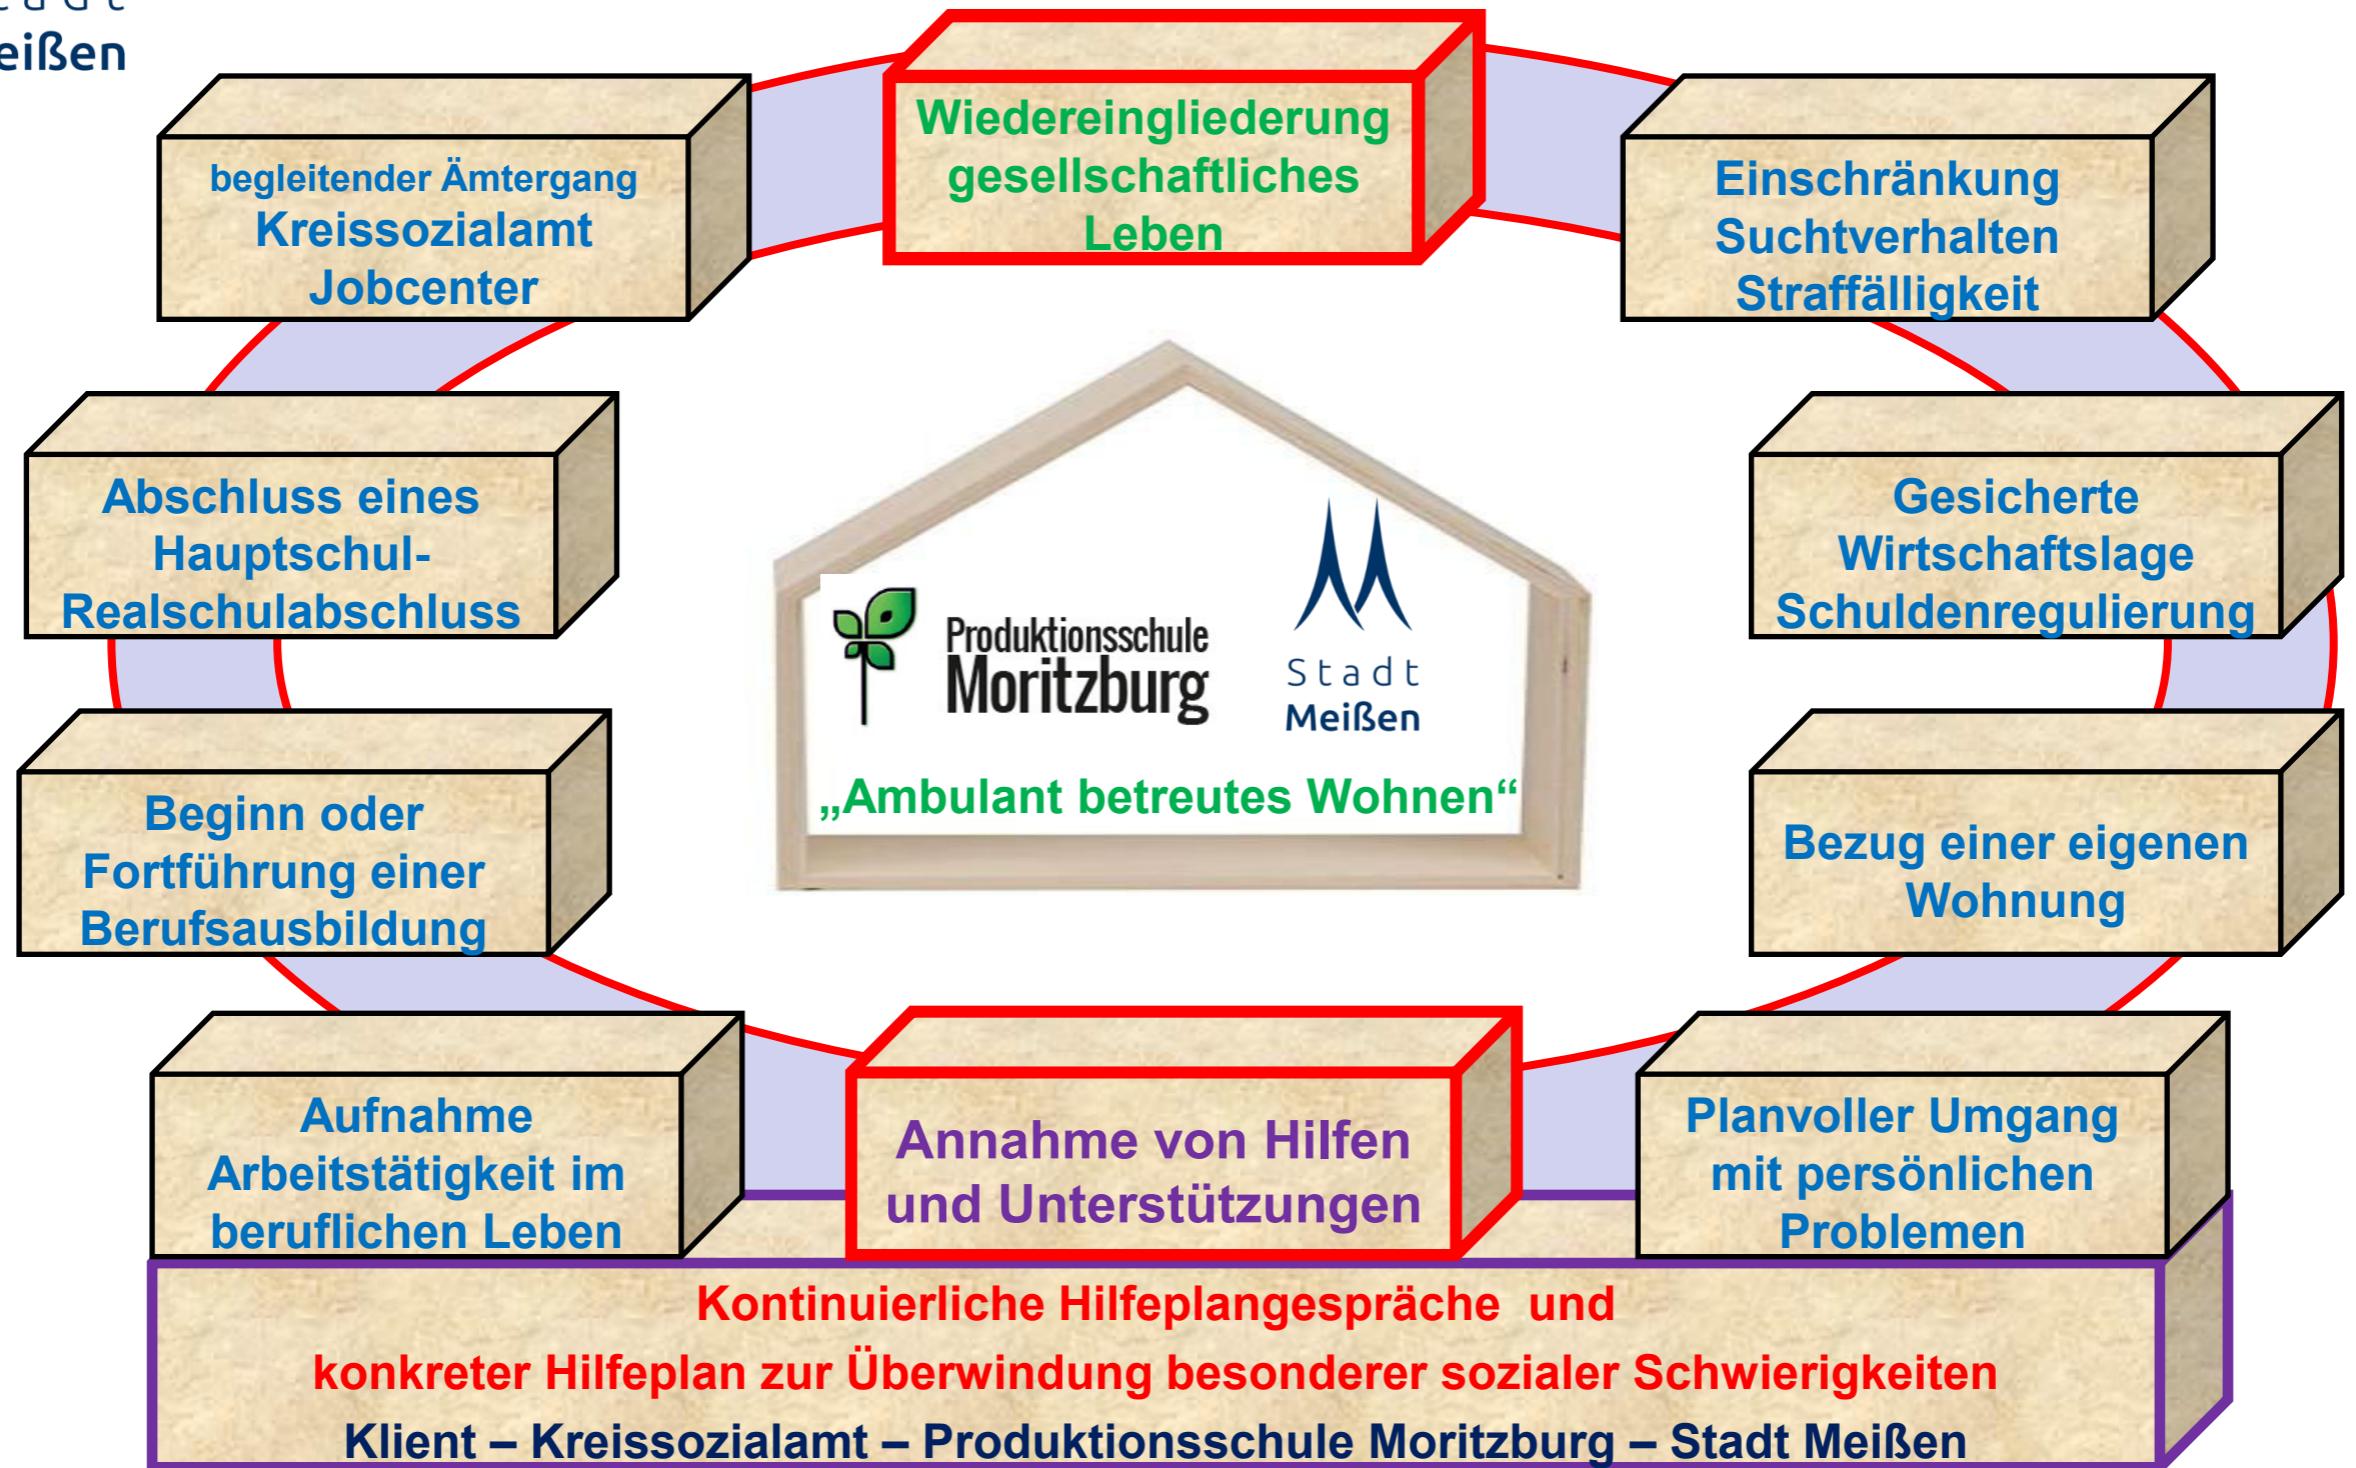 Meißen
Wiedereingliederung
gesellschaftliches
Leben
begleitender Ämtergang
Kreissozialamt
Jobcenter
Einschränkung
Suchtverhalten
Straffälligkeit
Abschluss eines
Hauptschul-
Realschulabschluss
Gesicherte
Wirtschaftslage
Schuldenregulierung
Produktionsschule
Moritzburg
Stadt
Meißen
„Ambulant betreutes Wohnen“
Beginn oder
Fortführung einer
Berufsausbildung
Bezug einer eigenen
Wohnung
Aufnahme
Arbeitstätigkeit im
beruflichen Leben
Annahme von Hilfen
und Unterstützungen
Planvoller Umgang
mit persönlichen
Problemen
Kontinuierliche Hilfeplangespräche und
konkreter Hilfeplan zur Überwindung besonderer sozialer Schwierigkeiten
Klient – Kreissozialamt – Produktionsschule Moritzburg – Stadt Meißen